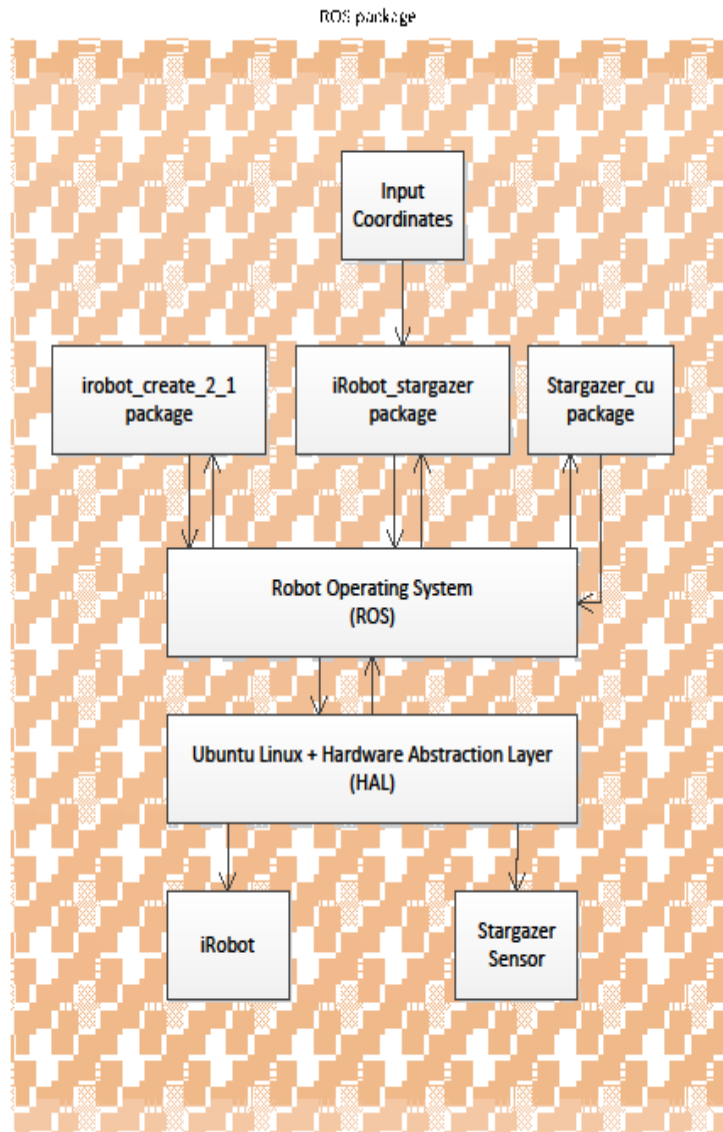 ROS package
Input
Coordinates
irobot_create_2_1
package
iRobot_stargazer
package
Stargazer_cu
package
Robot Operating System
(ROS)
Ubuntu Linux + Hardware Abstraction Layer
(HAL)
iRobot
Stargazer
Sensor